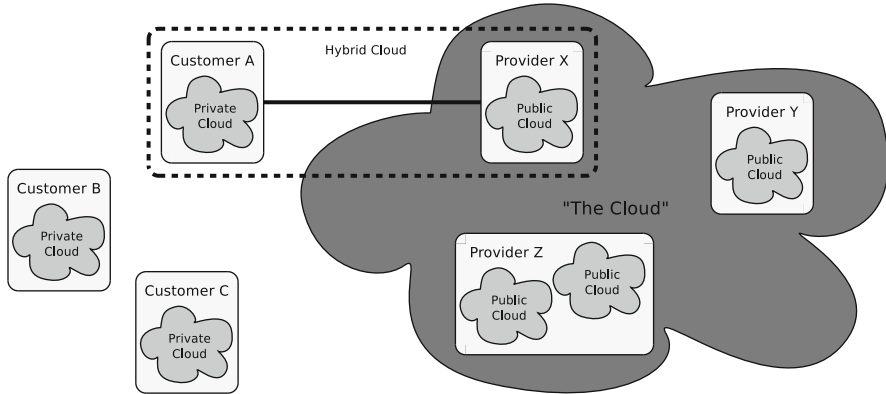 Hybrid Cloud
Customer A
Private
Cloud
Provider X
Public
Cloud
Provider Y
Public
Cloud
Customer B
Private
Cloud
"The Cloud"
Provider Z
Public
Cloud
Public
Cloud
Customer C
Private
Cloud